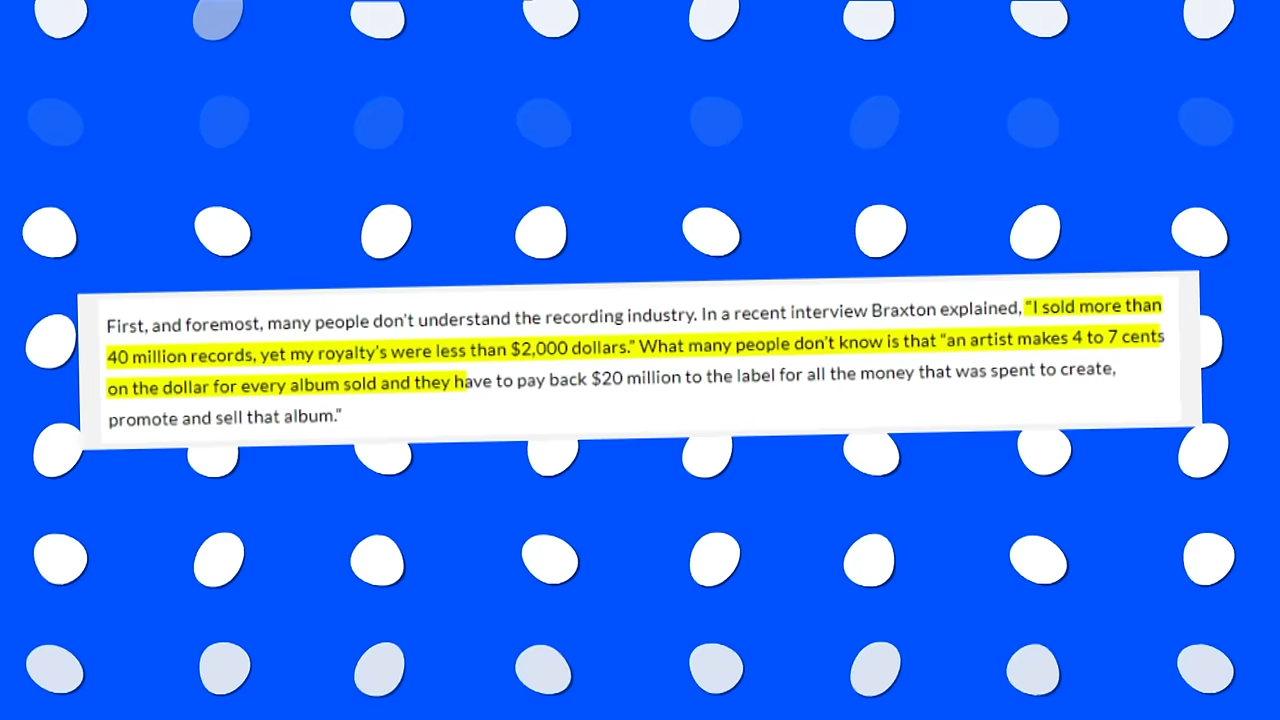 First, and foremost, many people don’t understand the recording industry. In a recent interview Braxton explained, “I sold more than
40 million records, yet my royalty’s were less than $2,000 dollars.” What many people don’t know is that “an artist makes 4 to 7 cents
on the dollar for every album sold and they have to pay back $20 million to the label for all the money that was spent to create,
promote and sell that album.”